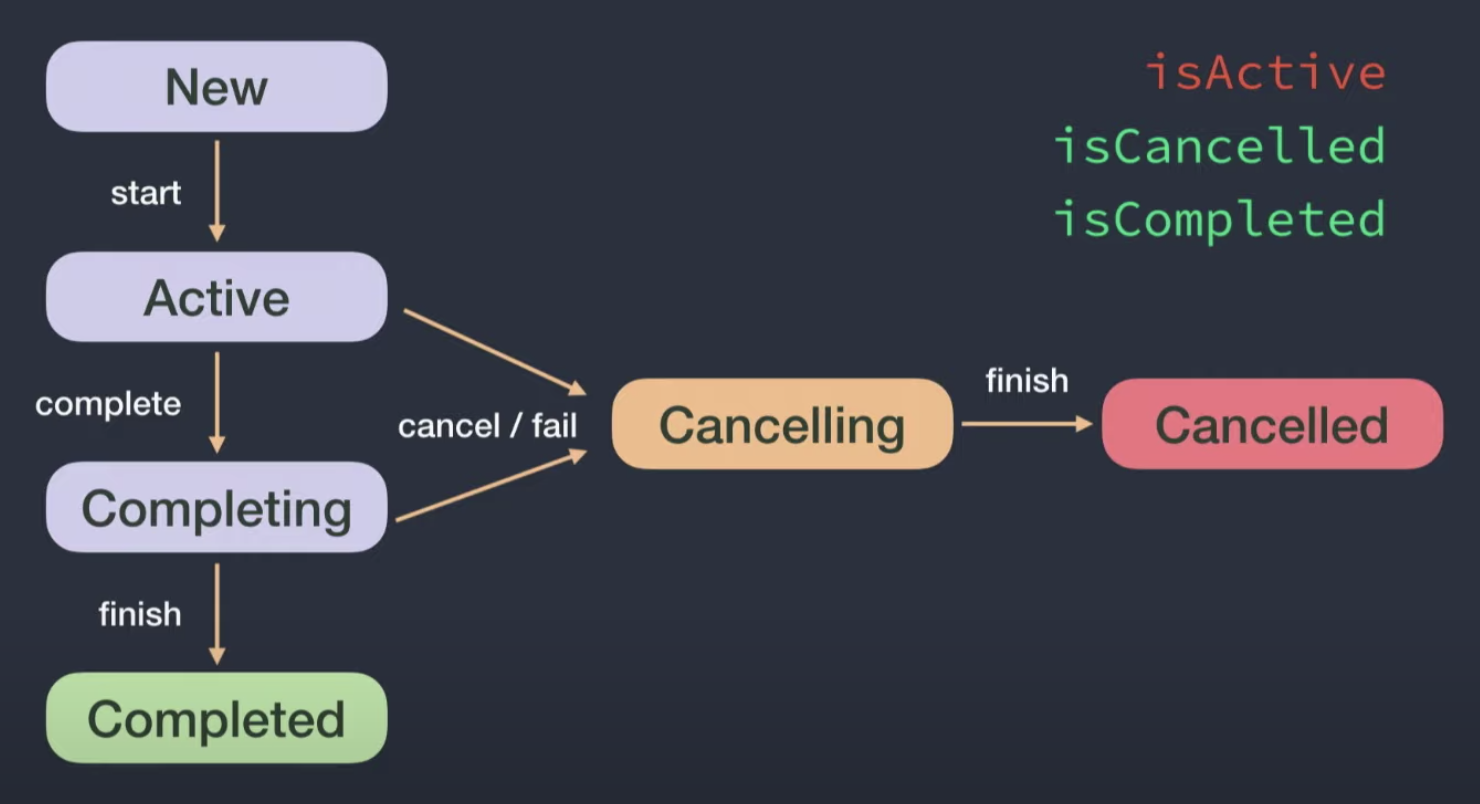 New
isActive
isCancelled
isCompleted
start
Active
complete
cancel / fail
Cancelling
finish
Cancelled
Completing
finish
Completed